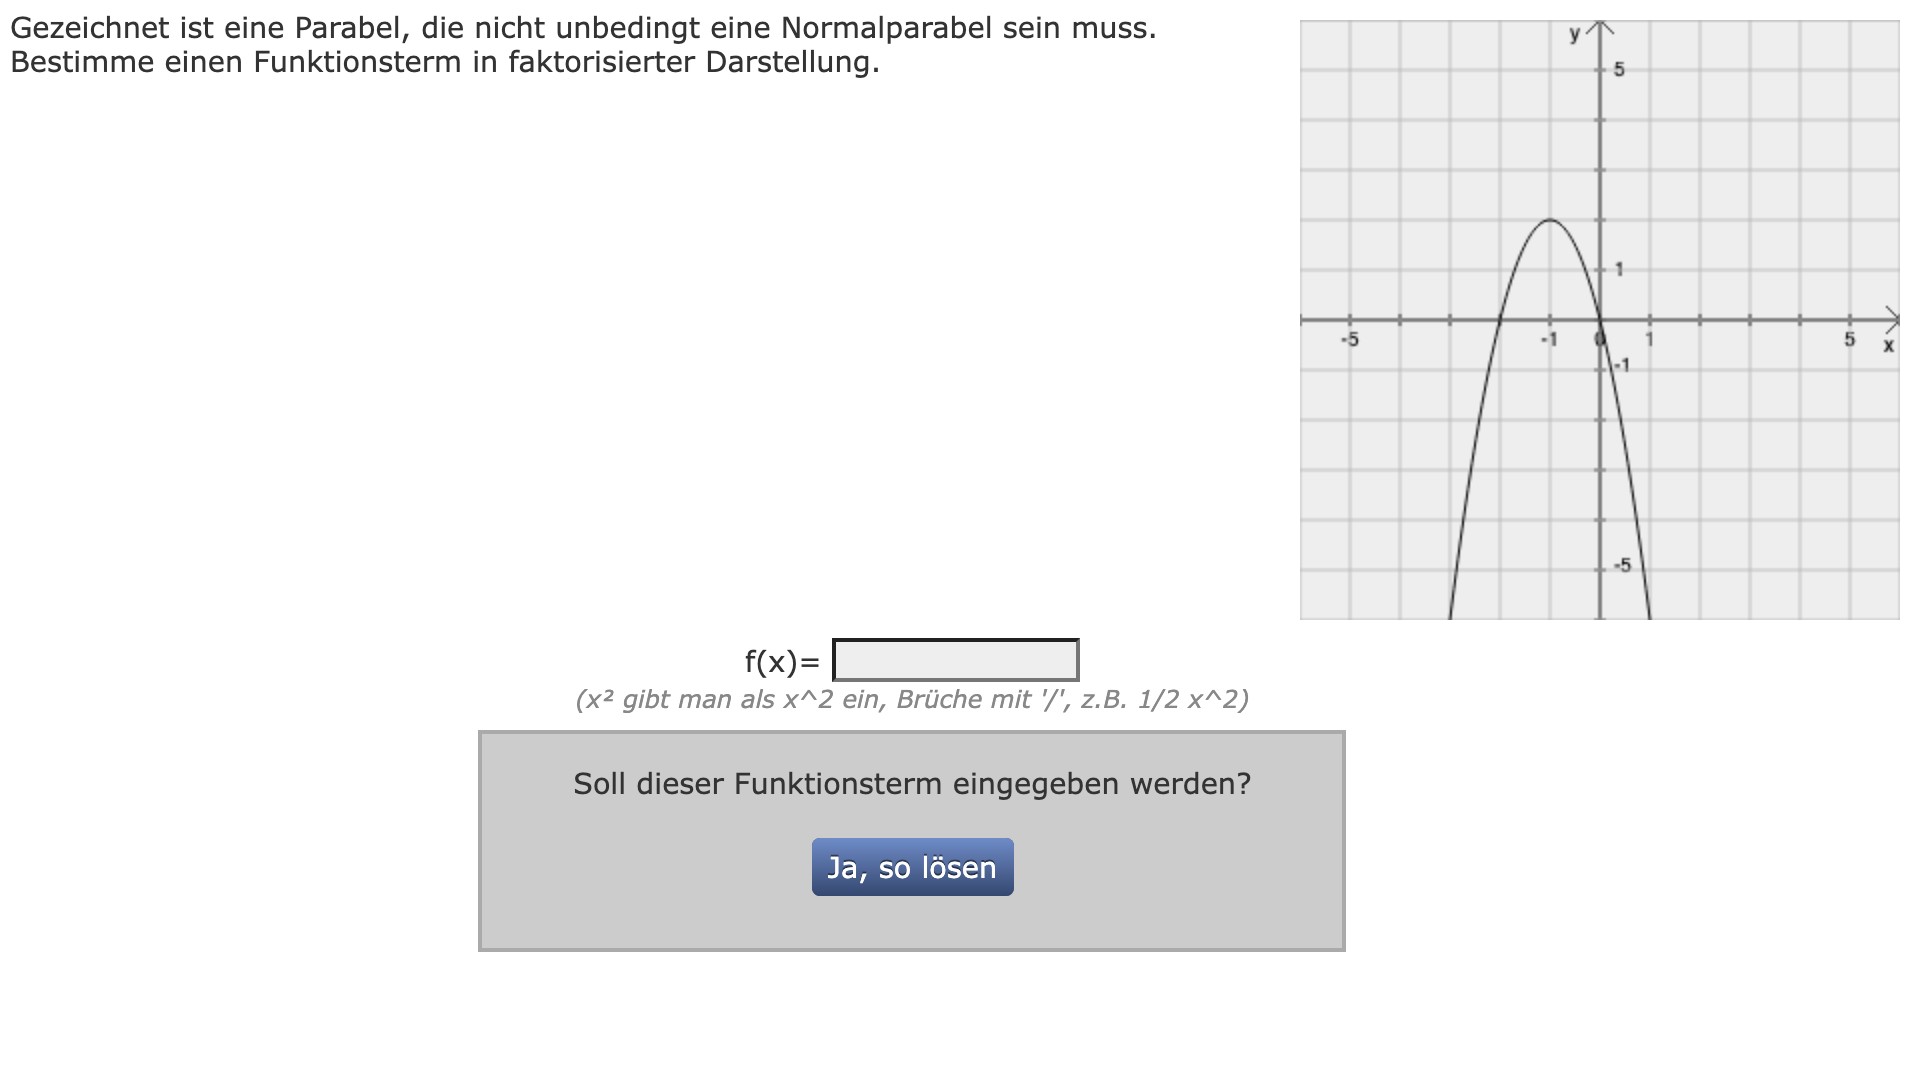 Gezeichnet ist eine Parabel, die nicht unbedingt eine Normalparabel sein muss.
Bestimme einen Funktionsterm in faktorisierter Darstellung.
y
5
1
-5
-1
0
1
5
x
-1
-5
f(x)=
(x² gibt man als x^2 ein, Brüche mit '/', z.B. 1/2 x^2)
Soll dieser Funktionsterm eingegeben werden?
Ja, so lösen